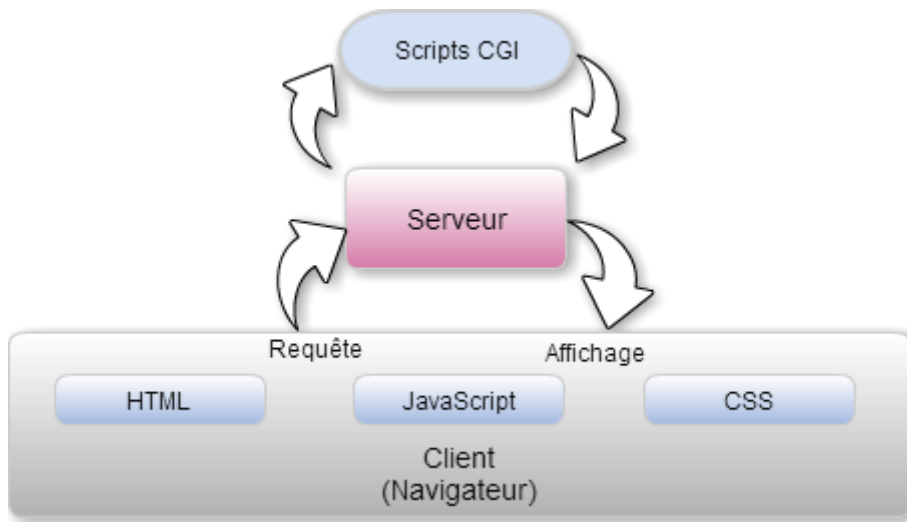 Scripts CGI
Serveur
Requête
Affichage
HTML
JavaScript
CSS
Client
(Navigateur)